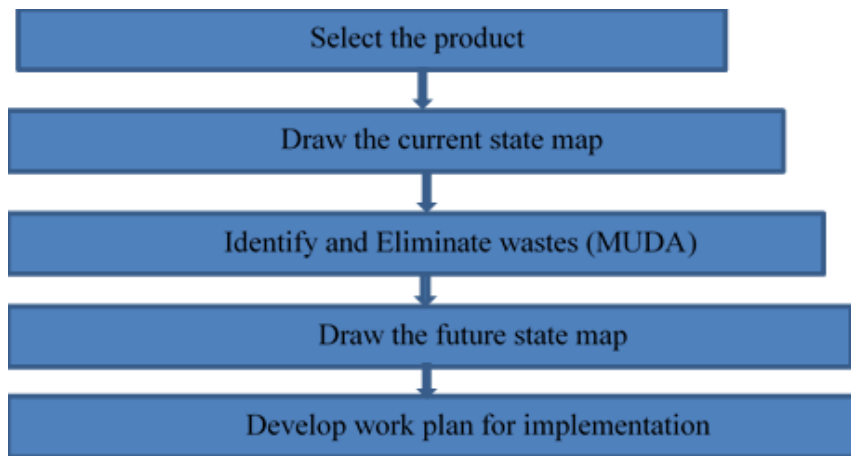 Select the product
Draw the current state map
Identify and Eliminate wastes (MUDA)
Draw the future state map
Develop work plan for implementation